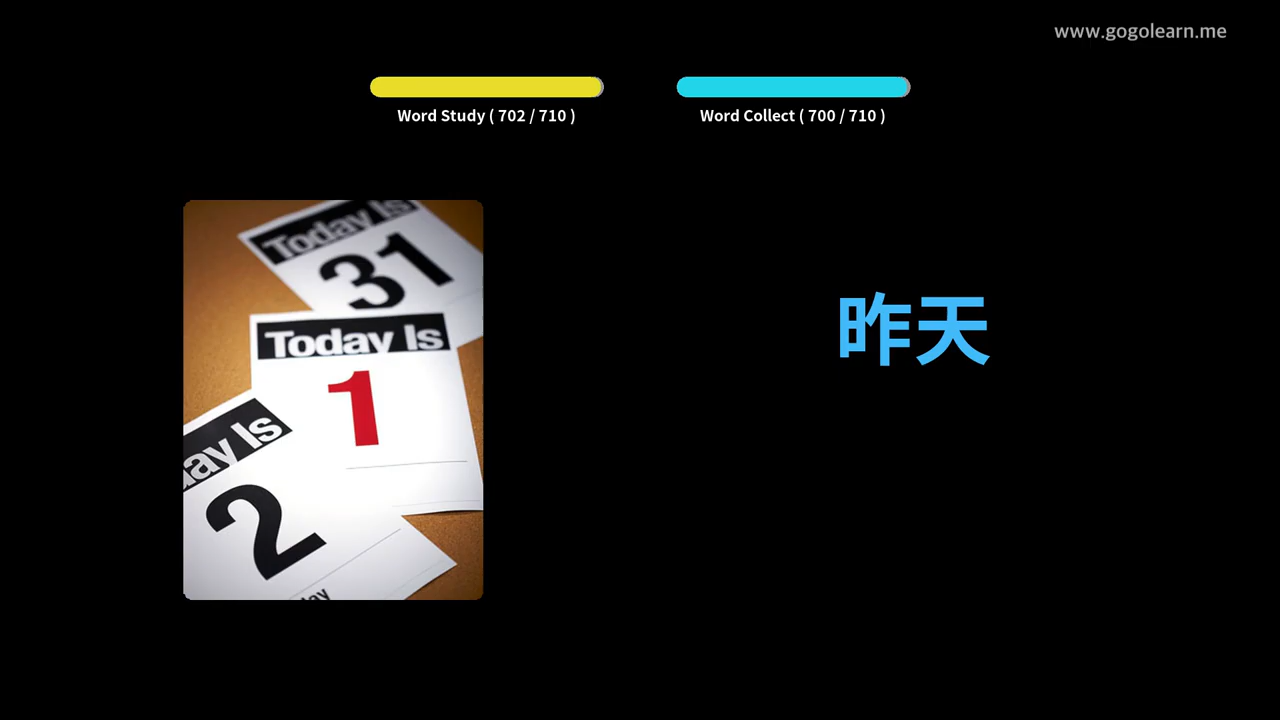 www.gogolearn.me
Word Study ( 702 / 710 )
Word Collect ( 700 / 710 )
Today Is
31
Today Is
1
ay Is
2
昨天